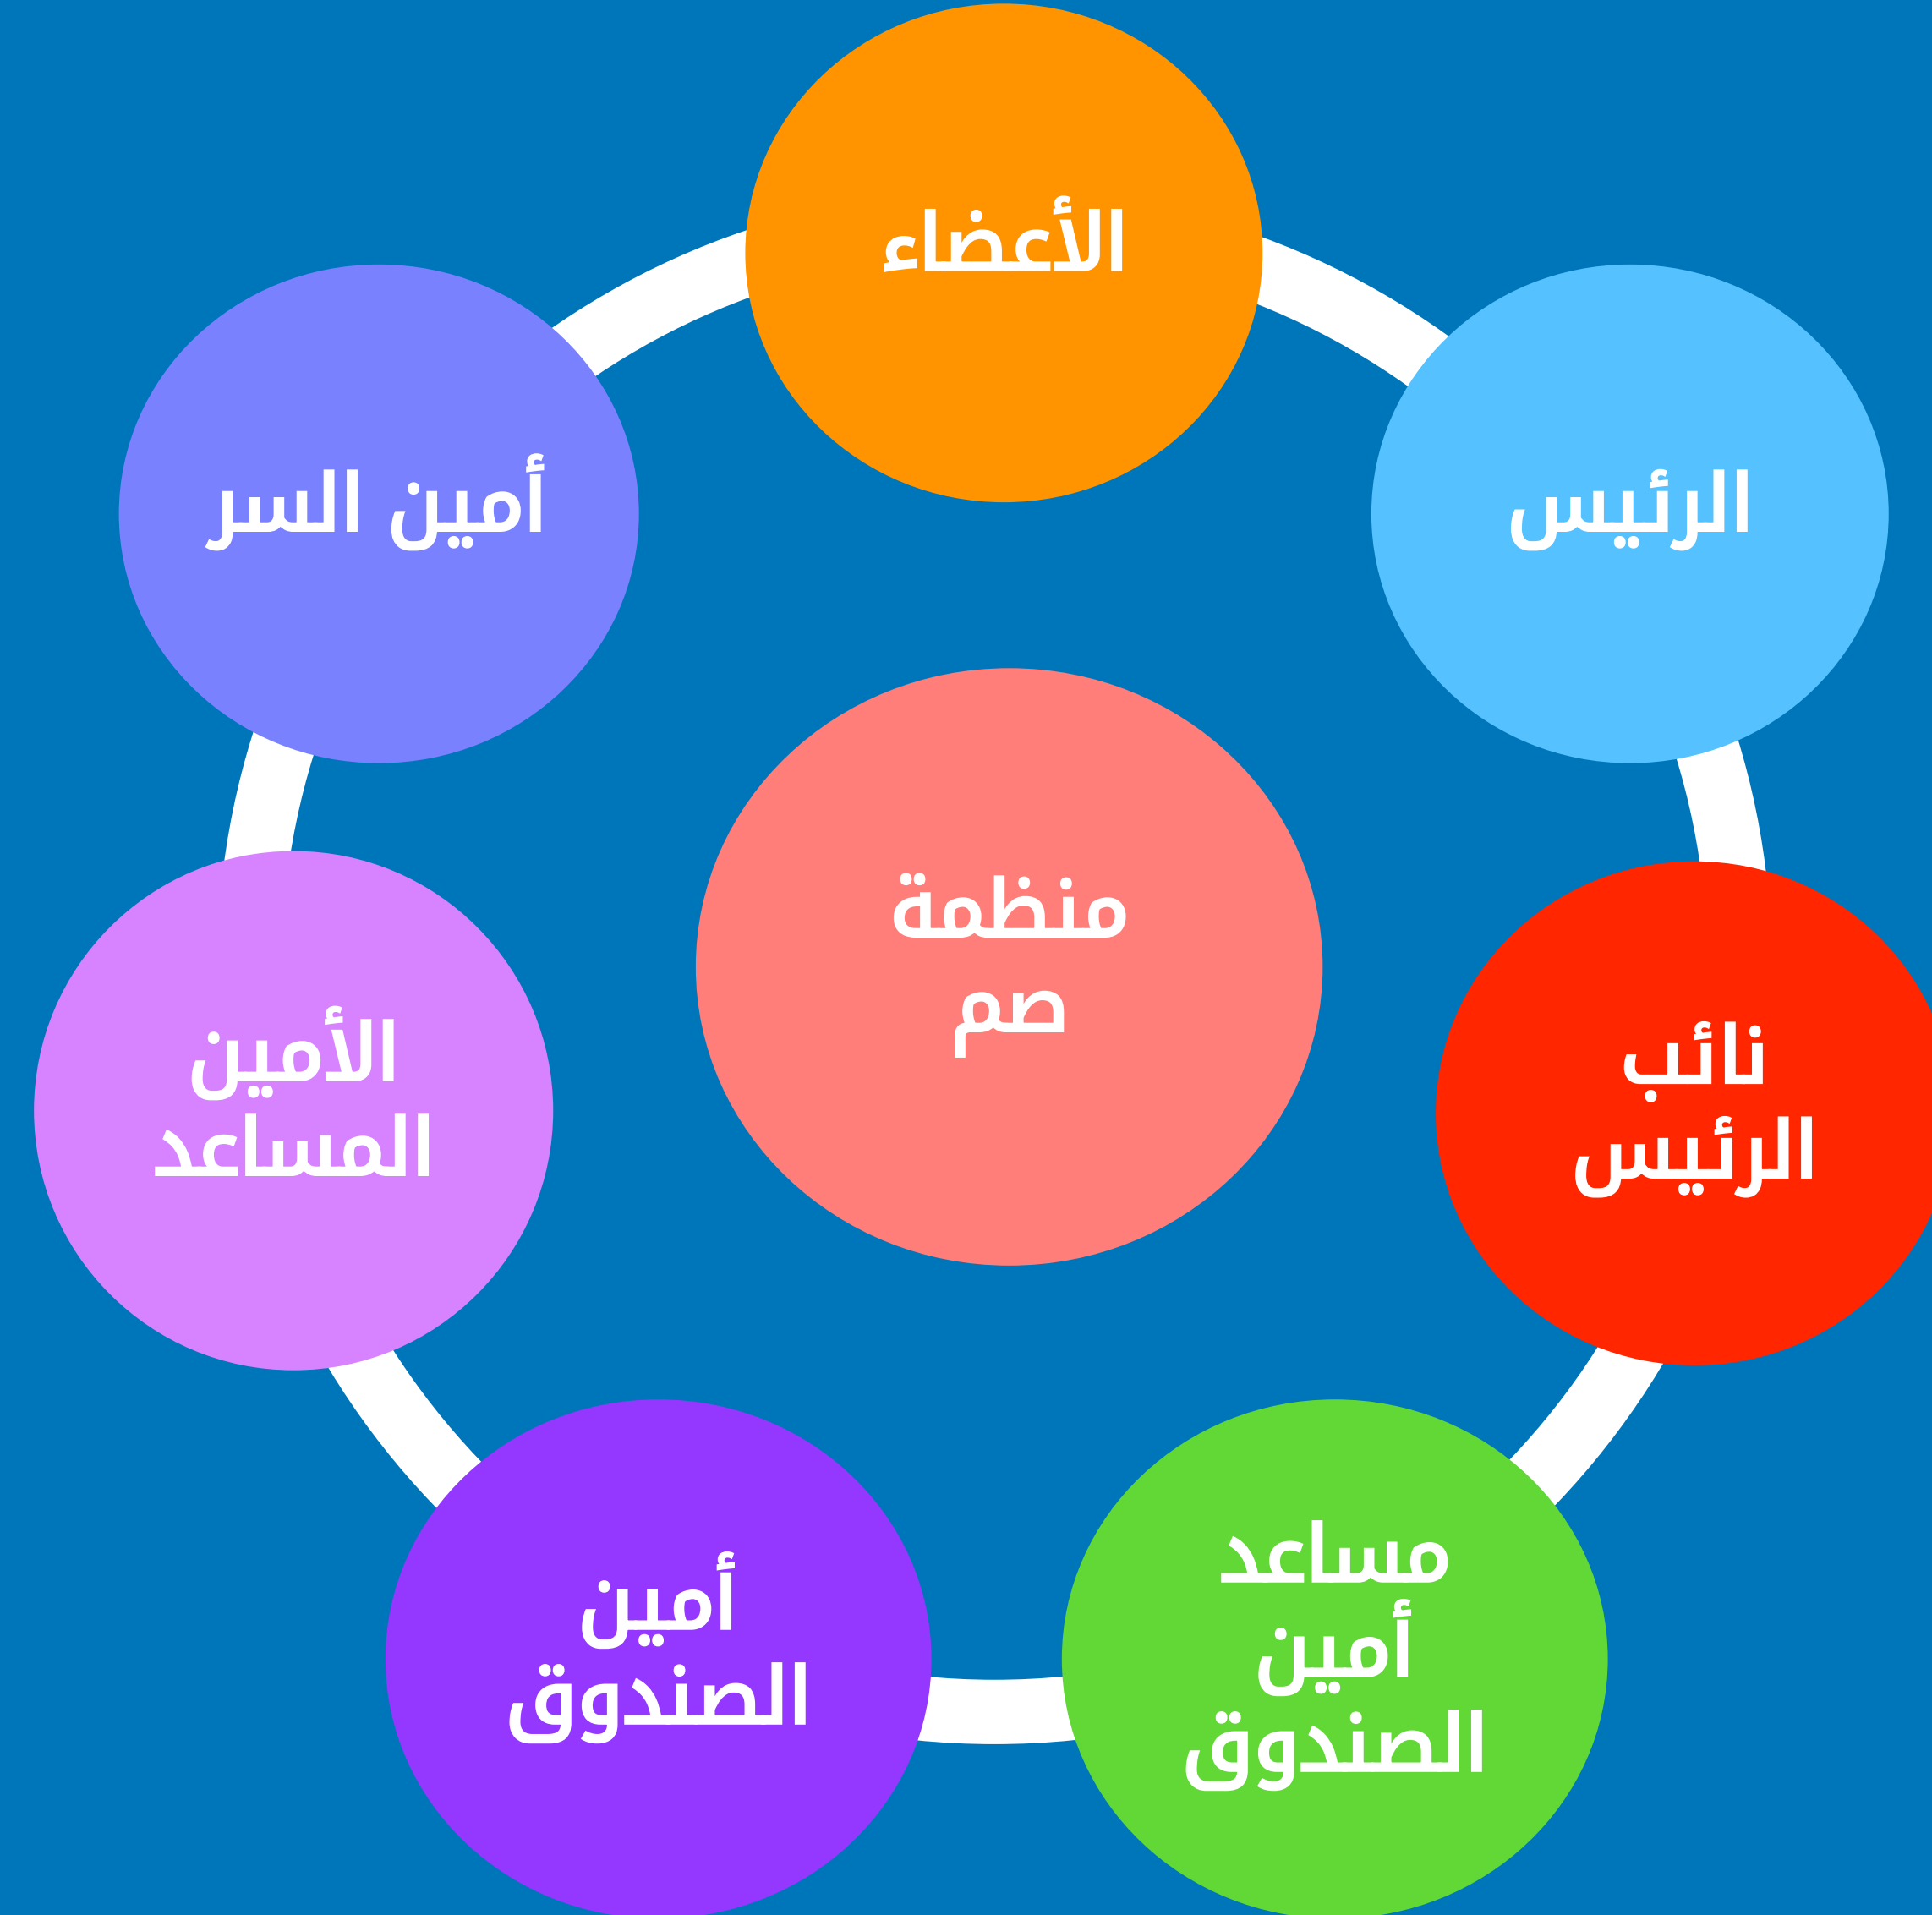 الأعضاء
الرئيس
نائب
الرئيس
مساعد
أمين
الصندوق
أمين
الصندوق
الأمين
المساعد
أمين السر
منظمة
صم